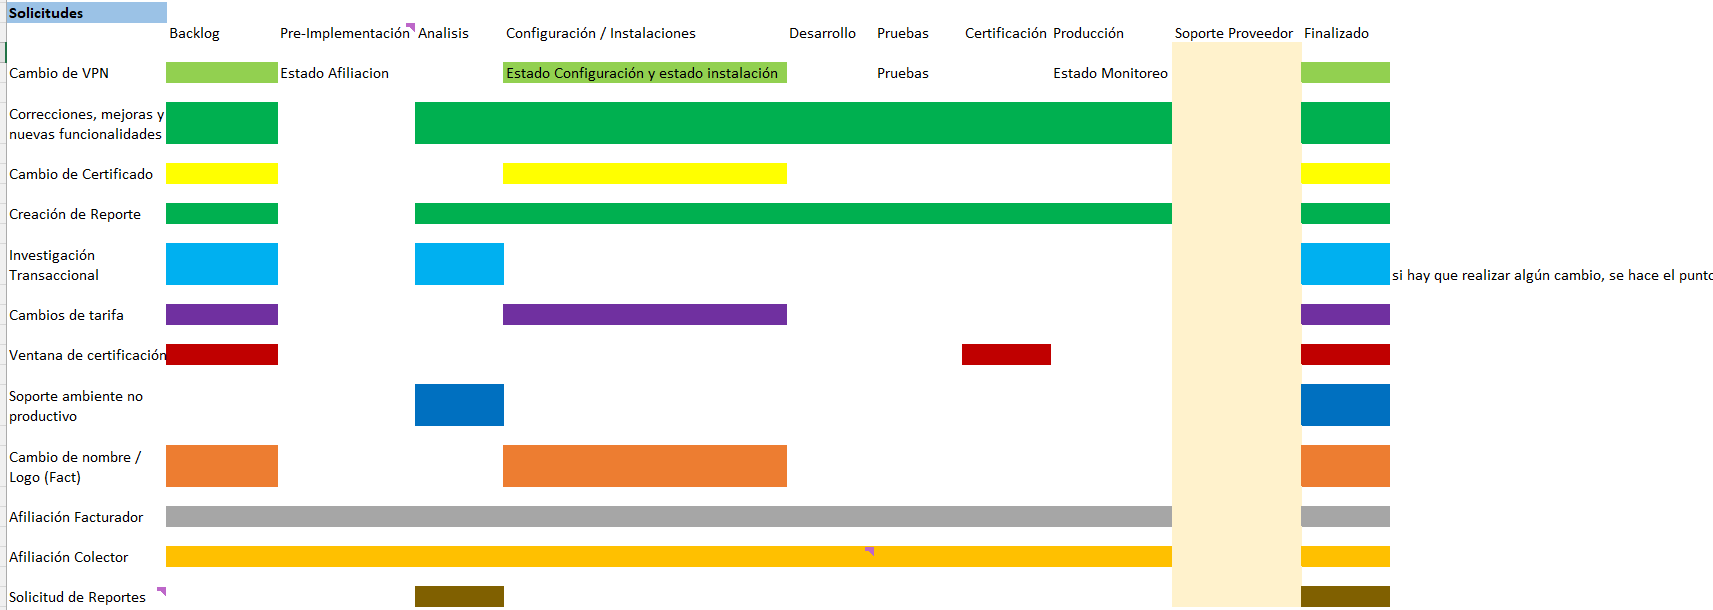 Solicitudes
Backlog Pre-Implementación Analisis Configuración / Instalaciones Desarrollo Pruebas Certificación Producción Soporte Proveedor Finalizado
Cambio de VPN Estado Afiliacion Estado Configuración y estado instalación Pruebas Estado Monitoreo
Correcciones, mejoras y
nuevas funcionalidades
Cambio de Certificado
Creación de Reporte
Investigación
Transaccional si hay que realizar algún cambio, se hace el punto
Cambios de tarifa
Ventana de certificación
Soporte ambiente no
productivo
Cambio de nombre /
Logo (Fact)
Afiliación Facturador
Afiliación Colector
Solicitud de Reportes